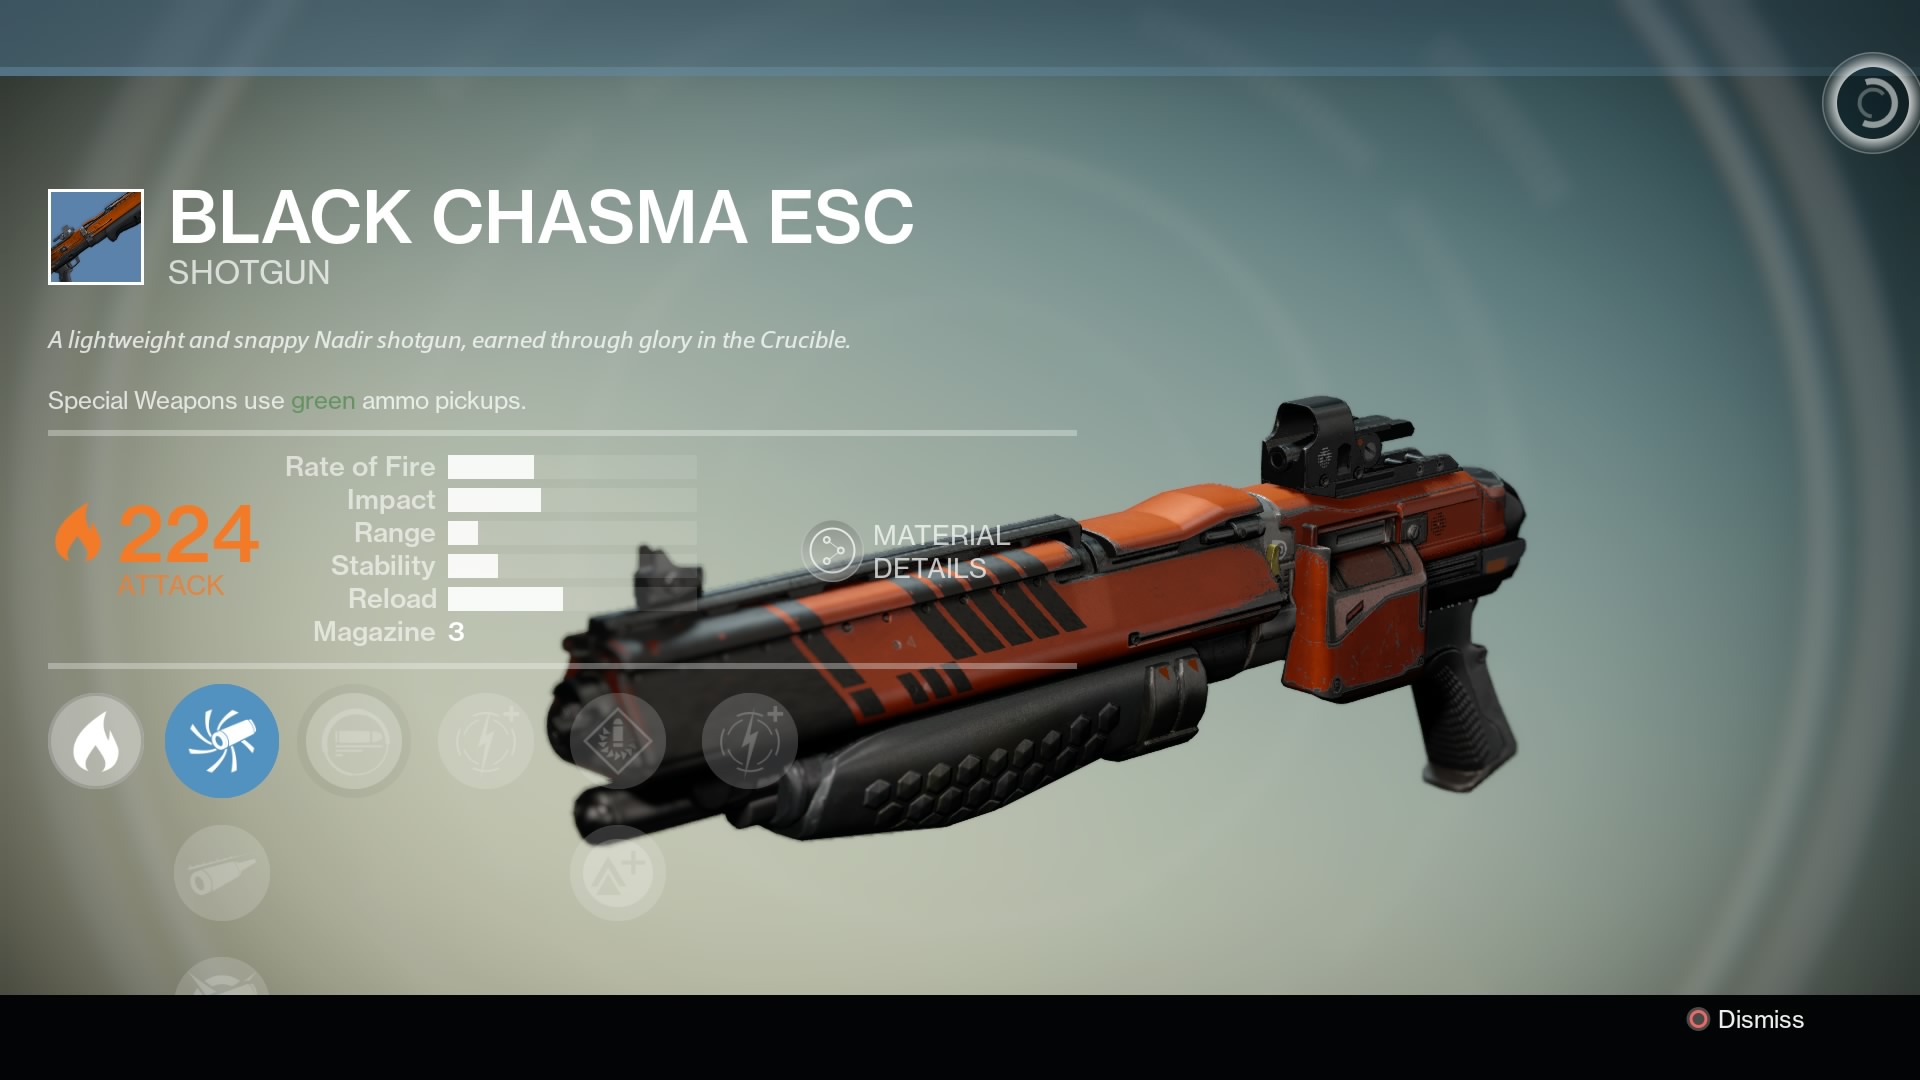 BLACK CHASMA ESC
SHOTGUN
A lightweight and snappy Nadir shotgun, earned through glory in the Crucible.
Special Weapons use green ammo pickups.
224
ATTACK
Rate of Fire
Impact
Range
Stability
Reload
Magazine 3
MATERIAL
DETAILS
Dismiss